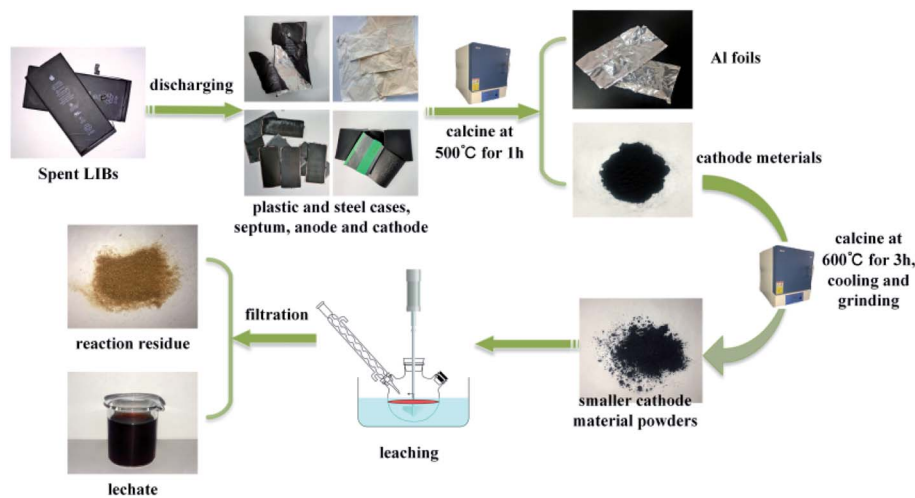 Spent LIBs
discharging
plastic and steel cases,
septum, anode and cathode
calcine at
500℃ for 1h
Al foils
cathode meterials
calcine at
600℃ for 3h,
cooling and
grinding
smaller cathode
material powders
leaching
filtration
reaction residue
lechate